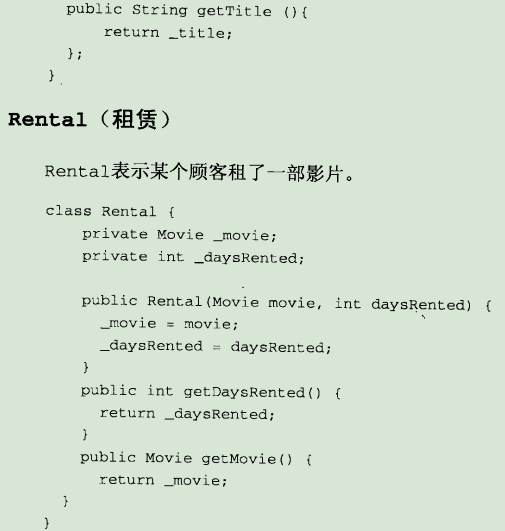 public String getTitle (){
return _title;
};
}
Rental（租赁）
Rental表示某个顾客租了一部影片。
class Rental {
private Movie _movie;
private int _daysRented;
public Rental(Movie movie, int daysRented) {
_movie = movie;
_daysRented = daysRented;
}
public int getDaysRented() {
return _daysRented;
}
public Movie getMovie() {
return _movie;
}
}